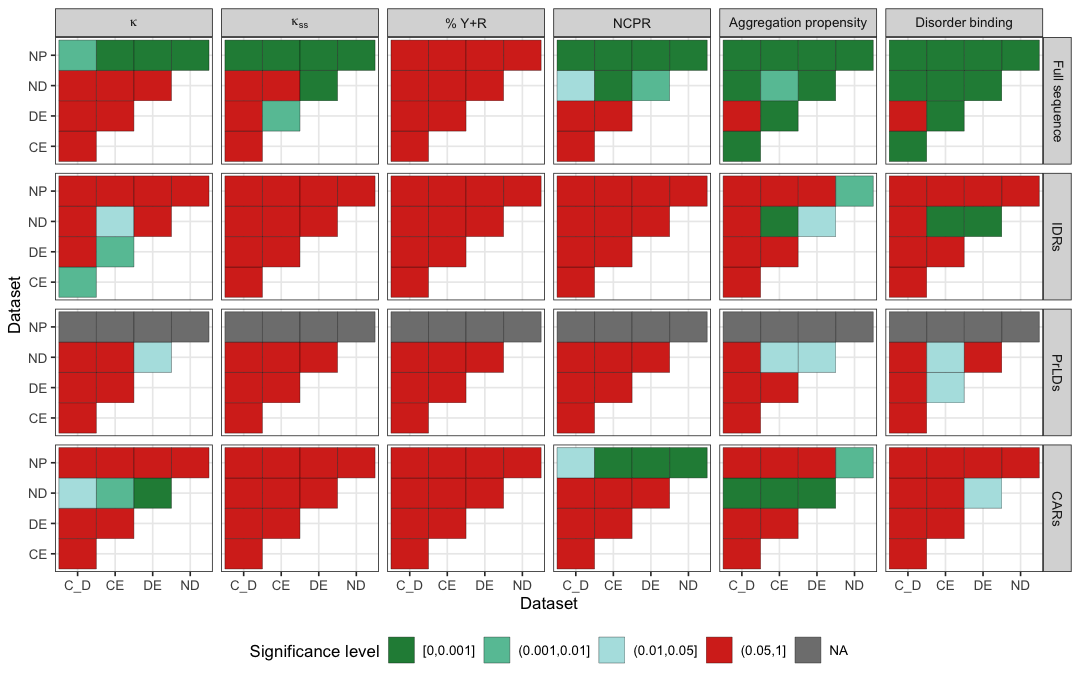 κ κss % Y+R NCPR Aggregation propensity Disorder binding
NP
ND
DE
CE
Full sequence
NP
ND
DE
CE
IDRs
NP
ND
DE
CE
PrLDs
NP
ND
DE
CE
CARs
Dataset
C_D CE DE ND C_D CE DE ND C_D CE DE ND C_D CE DE ND C_D CE DE ND C_D CE DE ND
Dataset
Significance level [0,0.001] (0.001,0.01] (0.01,0.05] (0.05,1] NA